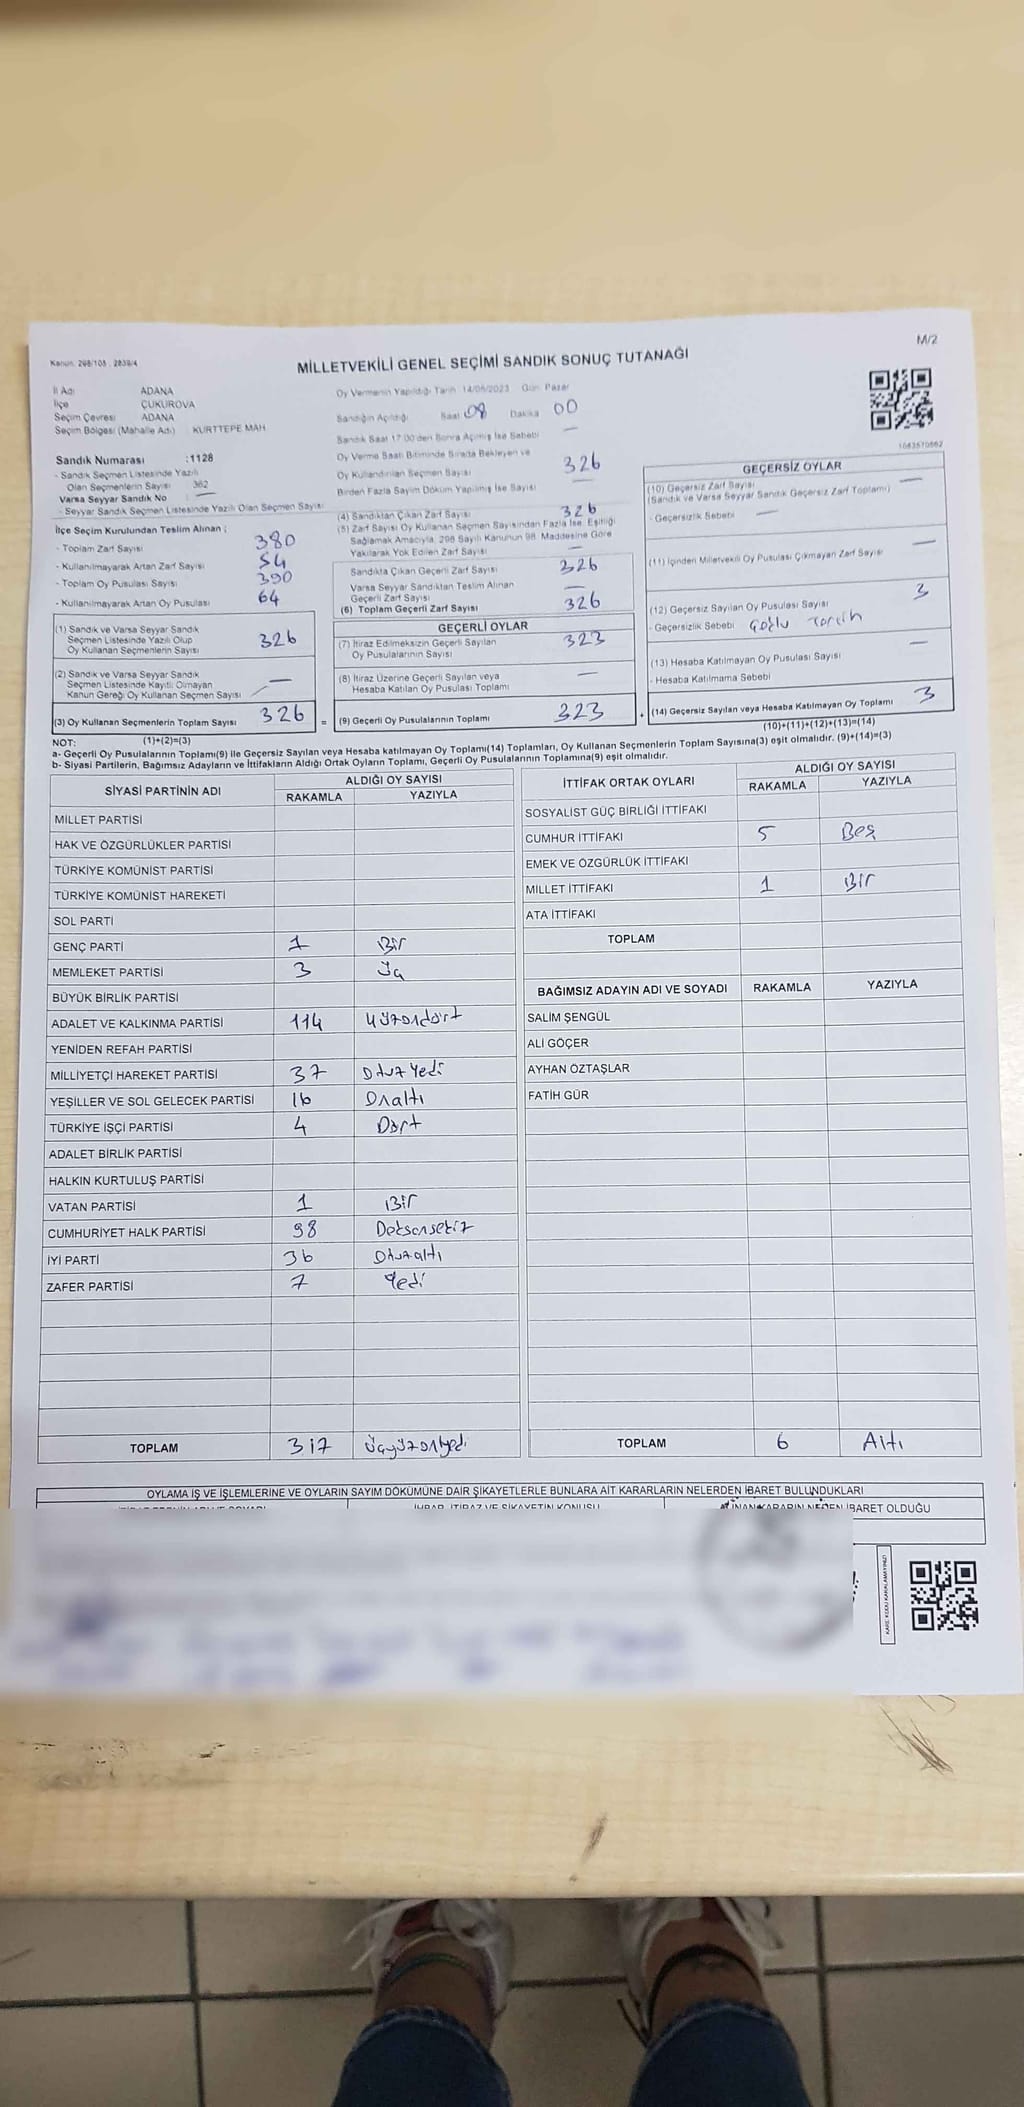 Kanun: 298/105, 2839/4
MİLLETVEKİLİ GENEL SEÇİMİ SANDIK SONUÇ TUTANAĞI
M/2
İl Adı ADANA
İlçe ÇUKUROVA
Seçim Çevresi ADANA
Seçim Bölgesi (Mahalle Adı) KURTTEPE MAH
Sandık Numarası :1128
- Sandık Seçmen Listesinde Yazılı
Olan Seçmenlerin Sayısı 362
Varsa Seyyar Sandık No —
- Seyyar Sandık Seçmen Listesinde Yazılı Olan Seçmen Sayısı
İlçe Seçim Kurulundan Teslim Alınan ;
- Toplam Zarf Sayısı 380
- Kullanılmayarak Artan Zarf Sayısı 54
- Toplam Oy Pusulası Sayısı 390
- Kullanılmayarak Artan Oy Pusulası 64
(1) Sandık ve Varsa Seyyar Sandık
Seçmen Listesinde Yazılı Olup
Oy Kullanan Seçmenlerin Sayısı 326
(2) Sandık ve Varsa Seyyar Sandık
Seçmen Listesinde Kayıtlı Olmayan
Kanun Gereği Oy Kullanan Seçmen Sayısı —
(3) Oy Kullanan Seçmenlerin Toplam Sayısı 326 =
(1)+(2)=(3)
Oy Vermenin Yapıldığı Tarih 14/05/2023 Gün Pazar
Sandığın Açıldığı Saat 08 Dakika 00
Sandık Saat 17:00'den Sonra Açılmış İse Sebebi —
Oy Verme Saati Bitiminde Sırada Bekleyen ve
Oy Kullandırılan Seçmen Sayısı 326
Birden Fazla Sayım Döküm Yapılmış İse Sayısı —
(4) Sandıktan Çıkan Zarf Sayısı 326
(5) Zarf Sayısı Oy Kullanan Seçmen Sayısından Fazla İse, Eşitliği
Sağlamak Amacıyla, 298 Sayılı Kanunun 98. Maddesine Göre
Yakılarak Yok Edilen Zarf Sayısı —
Sandıkta Çıkan Geçerli Zarf Sayısı 326
Varsa Seyyar Sandıktan Teslim Alınan
Geçerli Zarf Sayısı —
(6) Toplam Geçerli Zarf Sayısı 326
GEÇERLİ OYLAR
(7) İtiraz Edilmeksizin Geçerli Sayılan
Oy Pusulalarının Sayısı 323
(8) İtiraz Üzerine Geçerli Sayılan veya
Hesaba Katılan Oy Pusulası Toplamı —
(9) Geçerli Oy Pusulalarının Toplamı 323 +
1083570862
GEÇERSİZ OYLAR
(10) Geçersiz Zarf Sayısı —
(Sandık ve Varsa Seyyar Sandık Geçersiz Zarf Toplamı)
- Geçersizlik Sebebi —
(11) İçinden Milletvekili Oy Pusulası Çıkmayan Zarf Sayısı —
(12) Geçersiz Sayılan Oy Pusulası Sayısı 3
- Geçersizlik Sebebi Çoğlu tercih
(13) Hesaba Katılmayan Oy Pusulası Sayısı —
- Hesaba Katılmama Sebebi
(14) Geçersiz Sayılan veya Hesaba Katılmayan Oy Toplamı 3
(10)+(11)+(12)+(13)=(14)
NOT:
a- Geçerli Oy Pusulalarının Toplamı(9) ile Geçersiz Sayılan veya Hesaba katılmayan Oy Toplamı(14) Toplamları, Oy Kullanan Seçmenlerin Toplam Sayısına(3) eşit olmalıdır. (9)+(14)=(3)
b- Siyasi Partilerin, Bağımsız Adayların ve İttifakların Aldığı Ortak Oyların Toplamı, Geçerli Oy Pusulalarının Toplamına(9) eşit olmalıdır.
SİYASİ PARTİNİN ADI ALDIĞI OY SAYISI
RAKAMLA YAZIYLA
MİLLET PARTİSİ
HAK VE ÖZGÜRLÜKLER PARTİSİ
TÜRKİYE KOMÜNİST PARTİSİ
TÜRKİYE KOMÜNİST HAREKETİ
SOL PARTİ
GENÇ PARTİ 1 Bir
MEMLEKET PARTİSİ 3 Üç
BÜYÜK BİRLİK PARTİSİ
ADALET VE KALKINMA PARTİSİ 114 Yüzondört
YENİDEN REFAH PARTİSİ
MİLLİYETÇİ HAREKET PARTİSİ 37 Otuzyedi
YEŞİLLER VE SOL GELECEK PARTİSİ 16 Onaltı
TÜRKİYE İŞÇİ PARTİSİ 4 Dört
ADALET BİRLİK PARTİSİ
HALKIN KURTULUŞ PARTİSİ
VATAN PARTİSİ 1 Bir
CUMHURİYET HALK PARTİSİ 98 Doksansekiz
İYİ PARTİ 36 Otuzaltı
ZAFER PARTİSİ 7 Yedi
TOPLAM 317 Üçyüzonyedi
İTTİFAK ORTAK OYLARI ALDIĞI OY SAYISI
RAKAMLA YAZIYLA
SOSYALİST GÜÇ BİRLİĞİ İTTİFAKI
CUMHUR İTTİFAKI 5 Beş
EMEK VE ÖZGÜRLÜK İTTİFAKI
MİLLET İTTİFAKI 1 Bir
ATA İTTİFAKI
TOPLAM
BAĞIMSIZ ADAYIN ADI VE SOYADI RAKAMLA YAZIYLA
SALİM ŞENGÜL
ALİ GÖÇER
AYHAN ÖZTAŞLAR
FATİH GÜR
TOPLAM 6 Altı
OYLAMA İŞ VE İŞLEMLERİNE VE OYLARIN SAYIM DÖKÜMÜNE DAİR ŞİKAYETLERLE BUNLARA AİT KARARLARIN NELERDEN İBARET BULUNDUKLARI
İHBAR, İTİRAZ VE ŞİKAYETİN KONUSU
KARARIN NEDEN İBARET OLDUĞU
KARE KODU KARALAMAYINIZ!